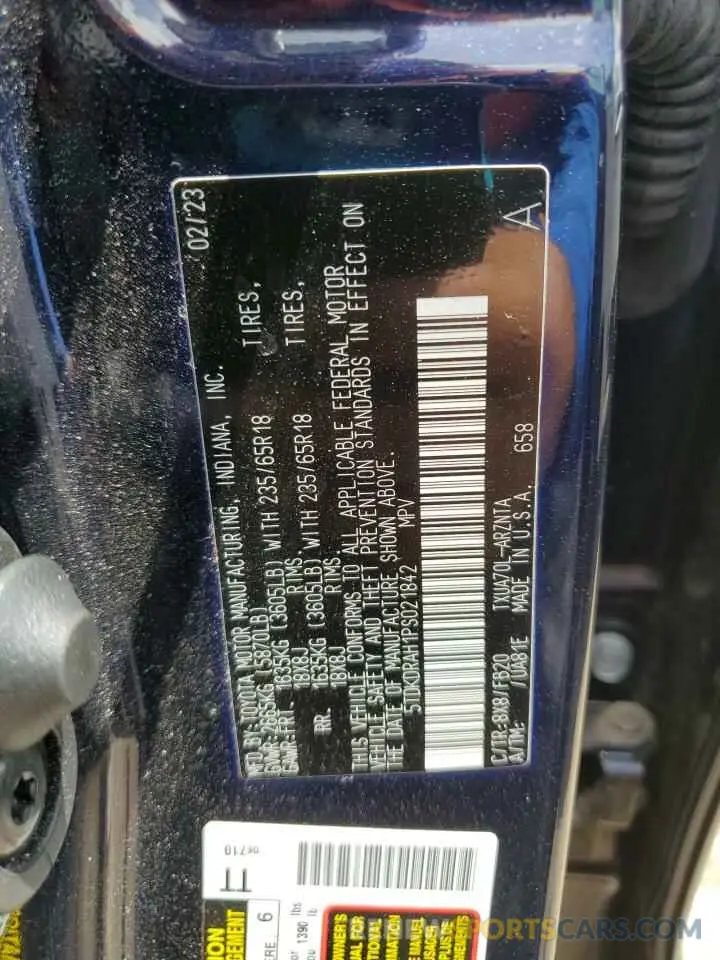 MFD.BY: TOYOTA MOTOR MANUFACTURING, INDIANA, INC. 02/23
GVWR 2665KG (5870LB)
GAWR-FRT. 1635KG (3605LB) WITH 235/65R18 TIRES,
18X8J RIMS
RR. 1635KG (3605LB) WITH 235/65R18 TIRES,
18X8J RIMS
THIS VEHICLE CONFORMS TO ALL APPLICABLE FEDERAL MOTOR
VEHICLE SAFETY AND THEFT PREVENTION STANDARDS IN EFFECT ON
THE DATE OF MANUFACTURE SHOWN ABOVE.
5TDKDRAH1PS021842 MPV
C/TR:8X8/FB20 TXUA70L-ARZNTA 658
A/TM: /UA81E MADE IN U.S.A. A
6
1390 lb
OWNER'S